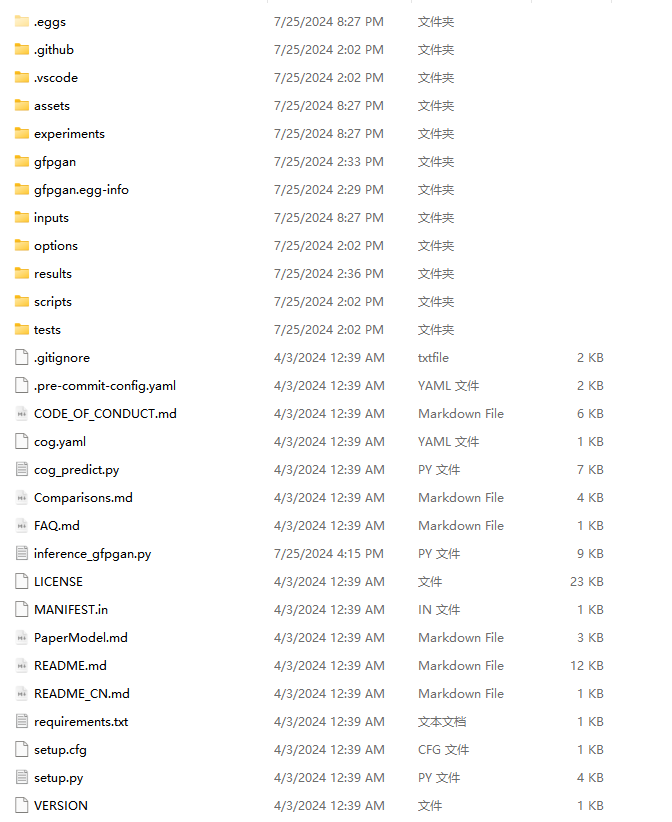 .eggs 7/25/2024 8:27 PM 文件夹
.github 7/25/2024 2:02 PM 文件夹
.vscode 7/25/2024 2:02 PM 文件夹
assets 7/25/2024 8:27 PM 文件夹
experiments 7/25/2024 8:27 PM 文件夹
gfpgan 7/25/2024 2:33 PM 文件夹
gfpgan.egg-info 7/25/2024 2:29 PM 文件夹
inputs 7/25/2024 8:27 PM 文件夹
options 7/25/2024 2:02 PM 文件夹
results 7/25/2024 2:36 PM 文件夹
scripts 7/25/2024 2:02 PM 文件夹
tests 7/25/2024 2:02 PM 文件夹
.gitignore 4/3/2024 12:39 AM txtfile 2 KB
.pre-commit-config.yaml 4/3/2024 12:39 AM YAML 文件 2 KB
CODE_OF_CONDUCT.md 4/3/2024 12:39 AM Markdown File 6 KB
cog.yaml 4/3/2024 12:39 AM YAML 文件 1 KB
cog_predict.py 4/3/2024 12:39 AM PY 文件 7 KB
Comparisons.md 4/3/2024 12:39 AM Markdown File 4 KB
FAQ.md 4/3/2024 12:39 AM Markdown File 1 KB
inference_gfpgan.py 7/25/2024 4:15 PM PY 文件 9 KB
LICENSE 4/3/2024 12:39 AM 文件 23 KB
MANIFEST.in 4/3/2024 12:39 AM IN 文件 1 KB
PaperModel.md 4/3/2024 12:39 AM Markdown File 3 KB
README.md 4/3/2024 12:39 AM Markdown File 12 KB
README_CN.md 4/3/2024 12:39 AM Markdown File 1 KB
requirements.txt 4/3/2024 12:39 AM 文本文档 1 KB
setup.cfg 4/3/2024 12:39 AM CFG 文件 1 KB
setup.py 4/3/2024 12:39 AM PY 文件 4 KB
VERSION 4/3/2024 12:39 AM 文件 1 KB